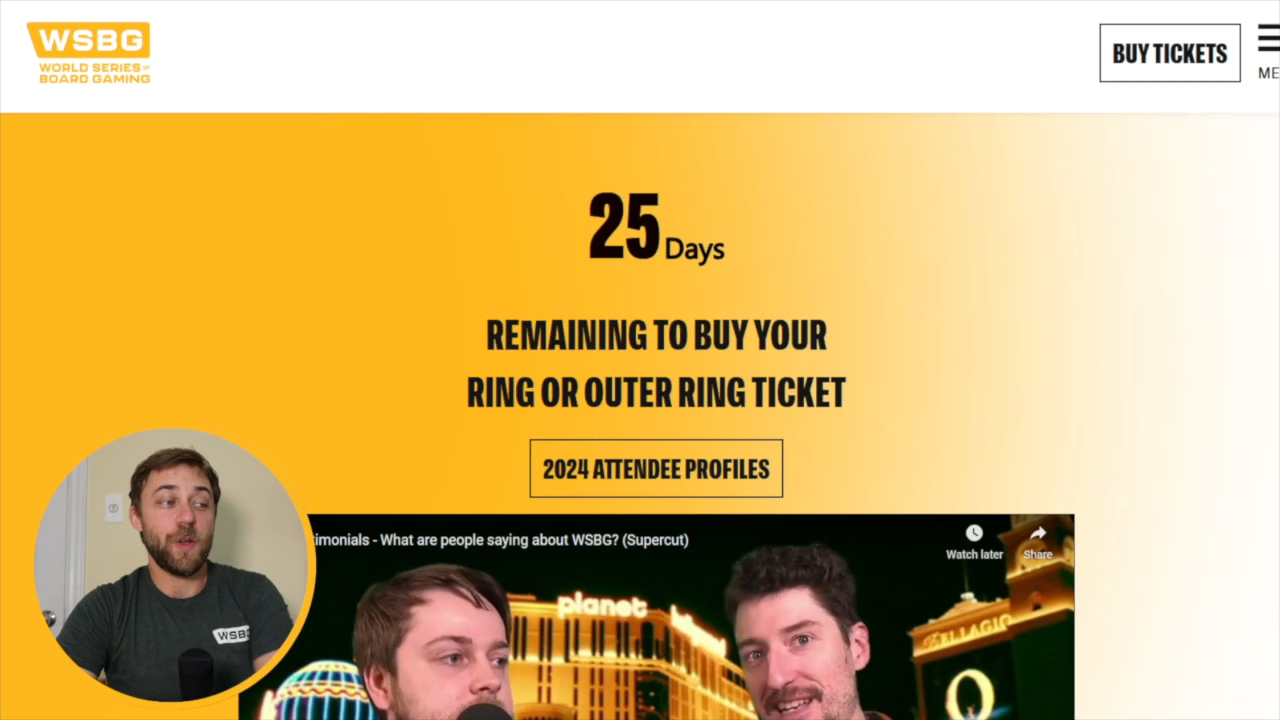 WSBG
WORLD SERIES OF
BOARD GAMING
BUY TICKETS
ME
25 Days
REMAINING TO BUY YOUR
RING OR OUTER RING TICKET
2024 ATTENDEE PROFILES
timonials - What are people saying about WSBG? (Supercut)
Watch later
Share
planet
BELLAGIO
O
WSBG